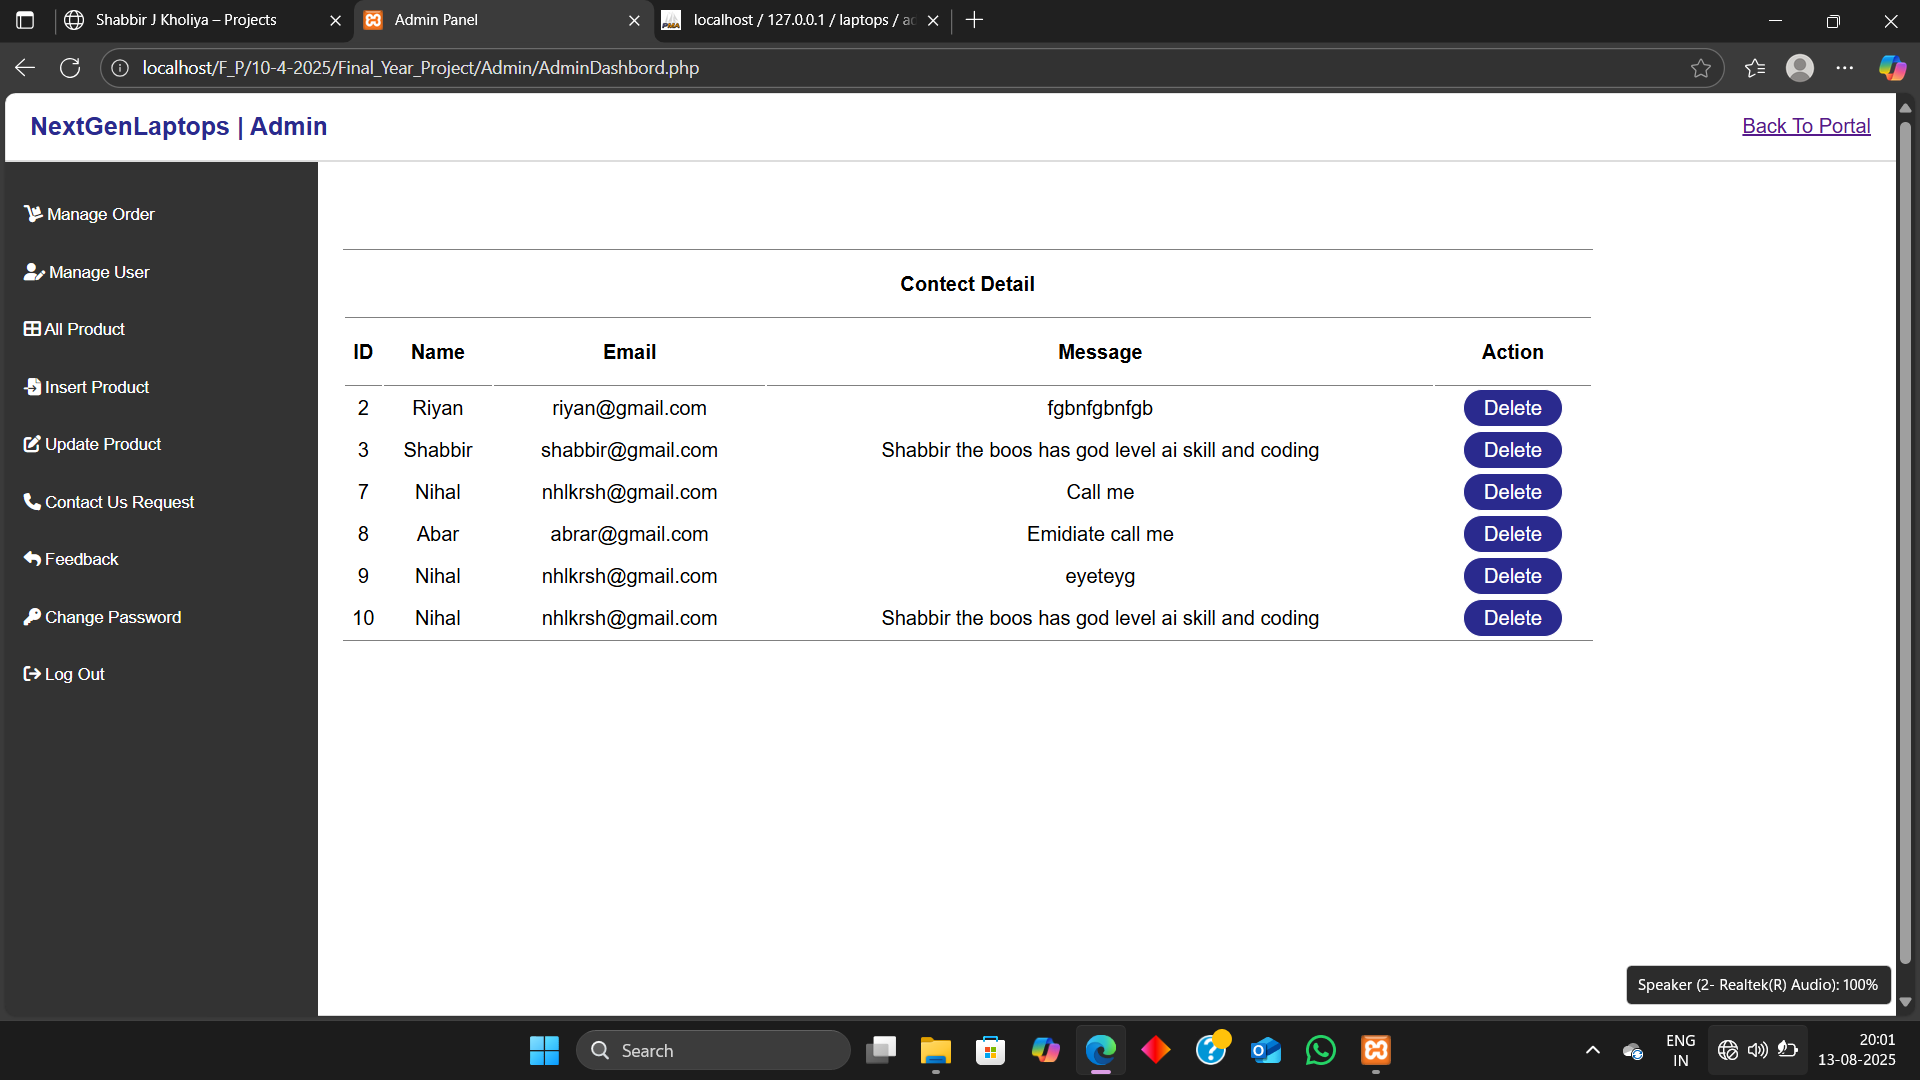 Shabbir J Kholiya – Projects
Admin Panel
localhost / 127.0.0.1 / laptops / ac
localhost/F_P/10-4-2025/Final_Year_Project/Admin/AdminDashbord.php
NextGenLaptops | Admin
Back To Portal
Manage Order
Manage User
All Product
Insert Product
Update Product
Contact Us Request
Feedback
Change Password
Log Out
Contect Detail
ID Name Email Message Action
2 Riyan riyan@gmail.com fgbnfgbnfgb Delete
3 Shabbir shabbir@gmail.com Shabbir the boos has god level ai skill and coding Delete
7 Nihal nhlkrsh@gmail.com Call me Delete
8 Abar abrar@gmail.com Emidiate call me Delete
9 Nihal nhlkrsh@gmail.com eyeteyg Delete
10 Nihal nhlkrsh@gmail.com Shabbir the boos has god level ai skill and coding Delete
Speaker (2- Realtek(R) Audio): 100%
Search
ENG
IN
20:01
13-08-2025